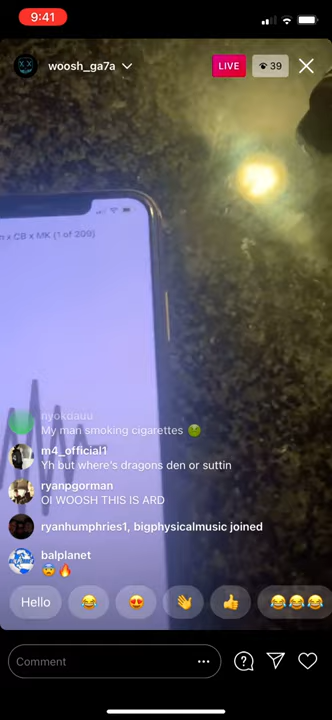 9:41
woosh_ga7a
LIVE
39
x CB x MK (1 of 209)
nyokdauu
My man smoking cigarettes 🤢
m4_official1
Yh but where's dragons den or suttin
ryanpgorman
OI WOOSH THIS IS ARD
ryanhumphries1, bigphysicalmusic joined
balplanet
😰🔥
Hello 😂 😍 👋 👍 😂😂😂
Comment